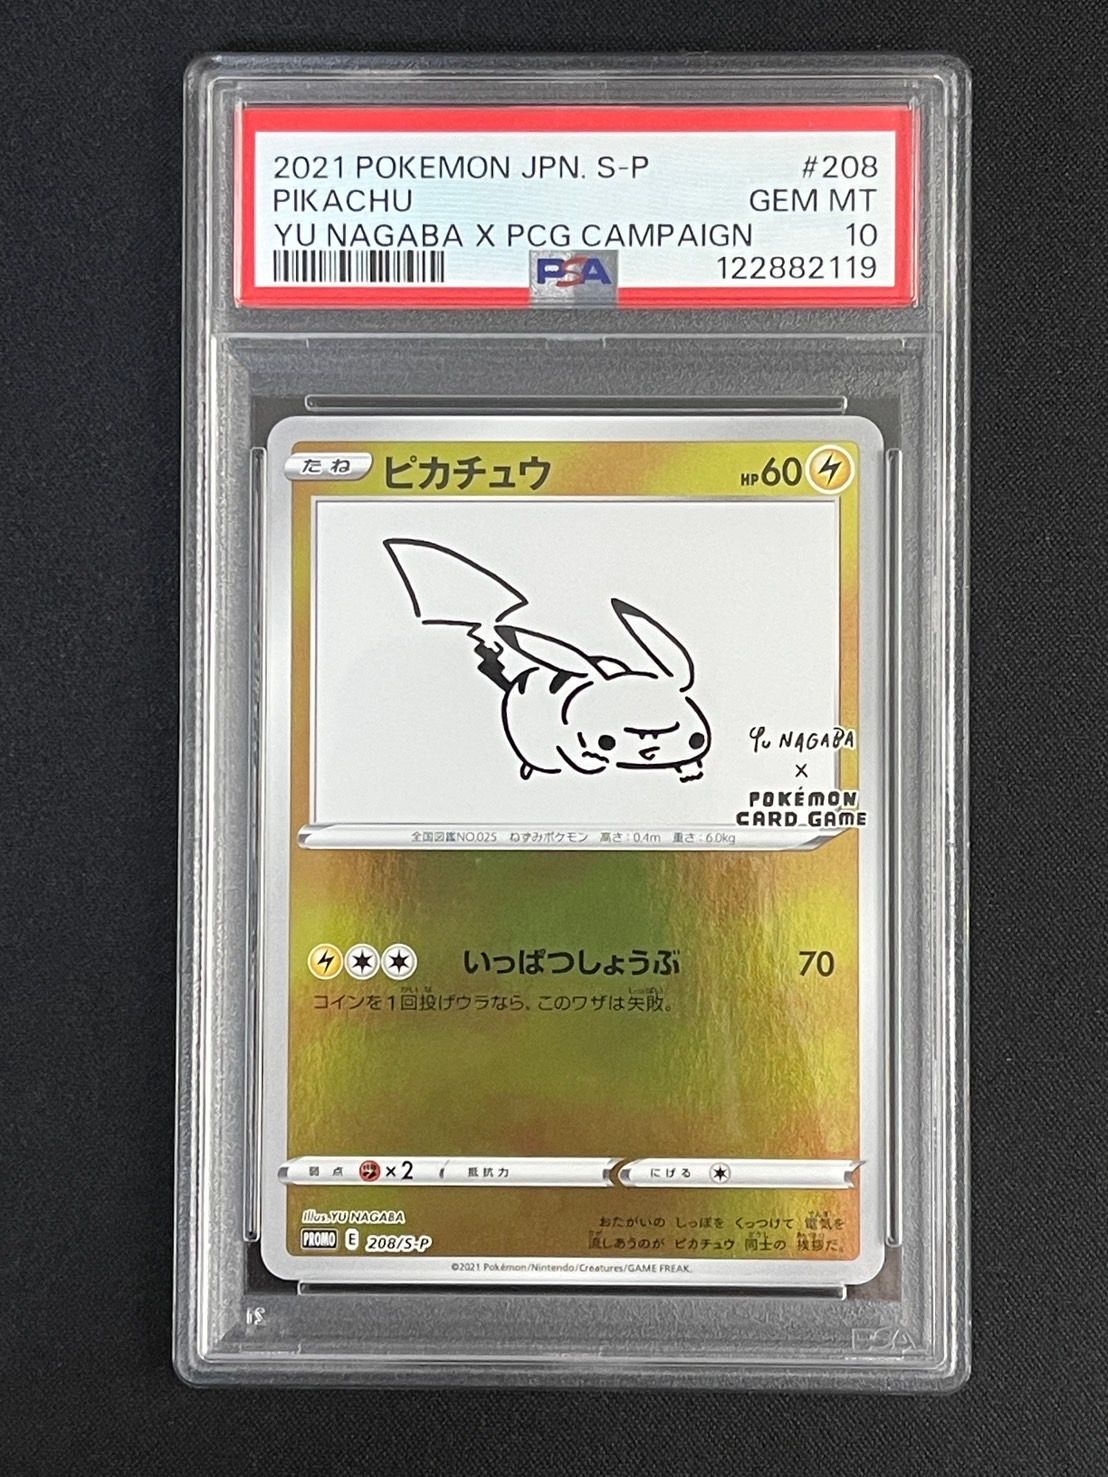 2021 POKEMON JPN. S-P #208
PIKACHU GEM MT
YU NAGABA X PCG CAMPAIGN 10
PSA 122882119
たね ピカチュウ HP60
Yu NAGABA
×
POKÉMON
CARD GAME
全国図鑑NO.025 ねずみポケモン 高さ:0.4m 重さ:6.0kg
いっぱつしょうぶ 70
コインを1回投げウラなら、このワザは失敗。
弱点 ×2 抵抗力 にげる
illus. YU NAGABA
PROMO E 208/S-P
おたがいの しっぽを くっつけて 電気を
流しあうのが ピカチュウ 同士の 挨拶だ。
©2021 Pokémon/Nintendo/Creatures/GAME FREAK.
PSA